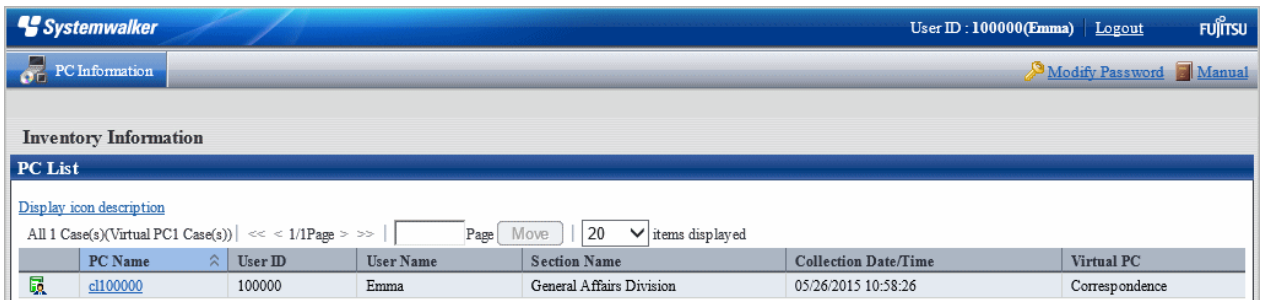 Systemwalker User ID : 100000(Emma) Logout FUJITSU
PC Information Modify Password Manual
Inventory Information
PC List
Display icon description
All 1 Case(s)(Virtual PC1 Case(s)) << < 1/1Page > >> Page Move 20 items displayed
PC Name User ID User Name Section Name Collection Date/Time Virtual PC
cl100000 100000 Emma General Affairs Division 05/26/2015 10:58:26 Correspondence